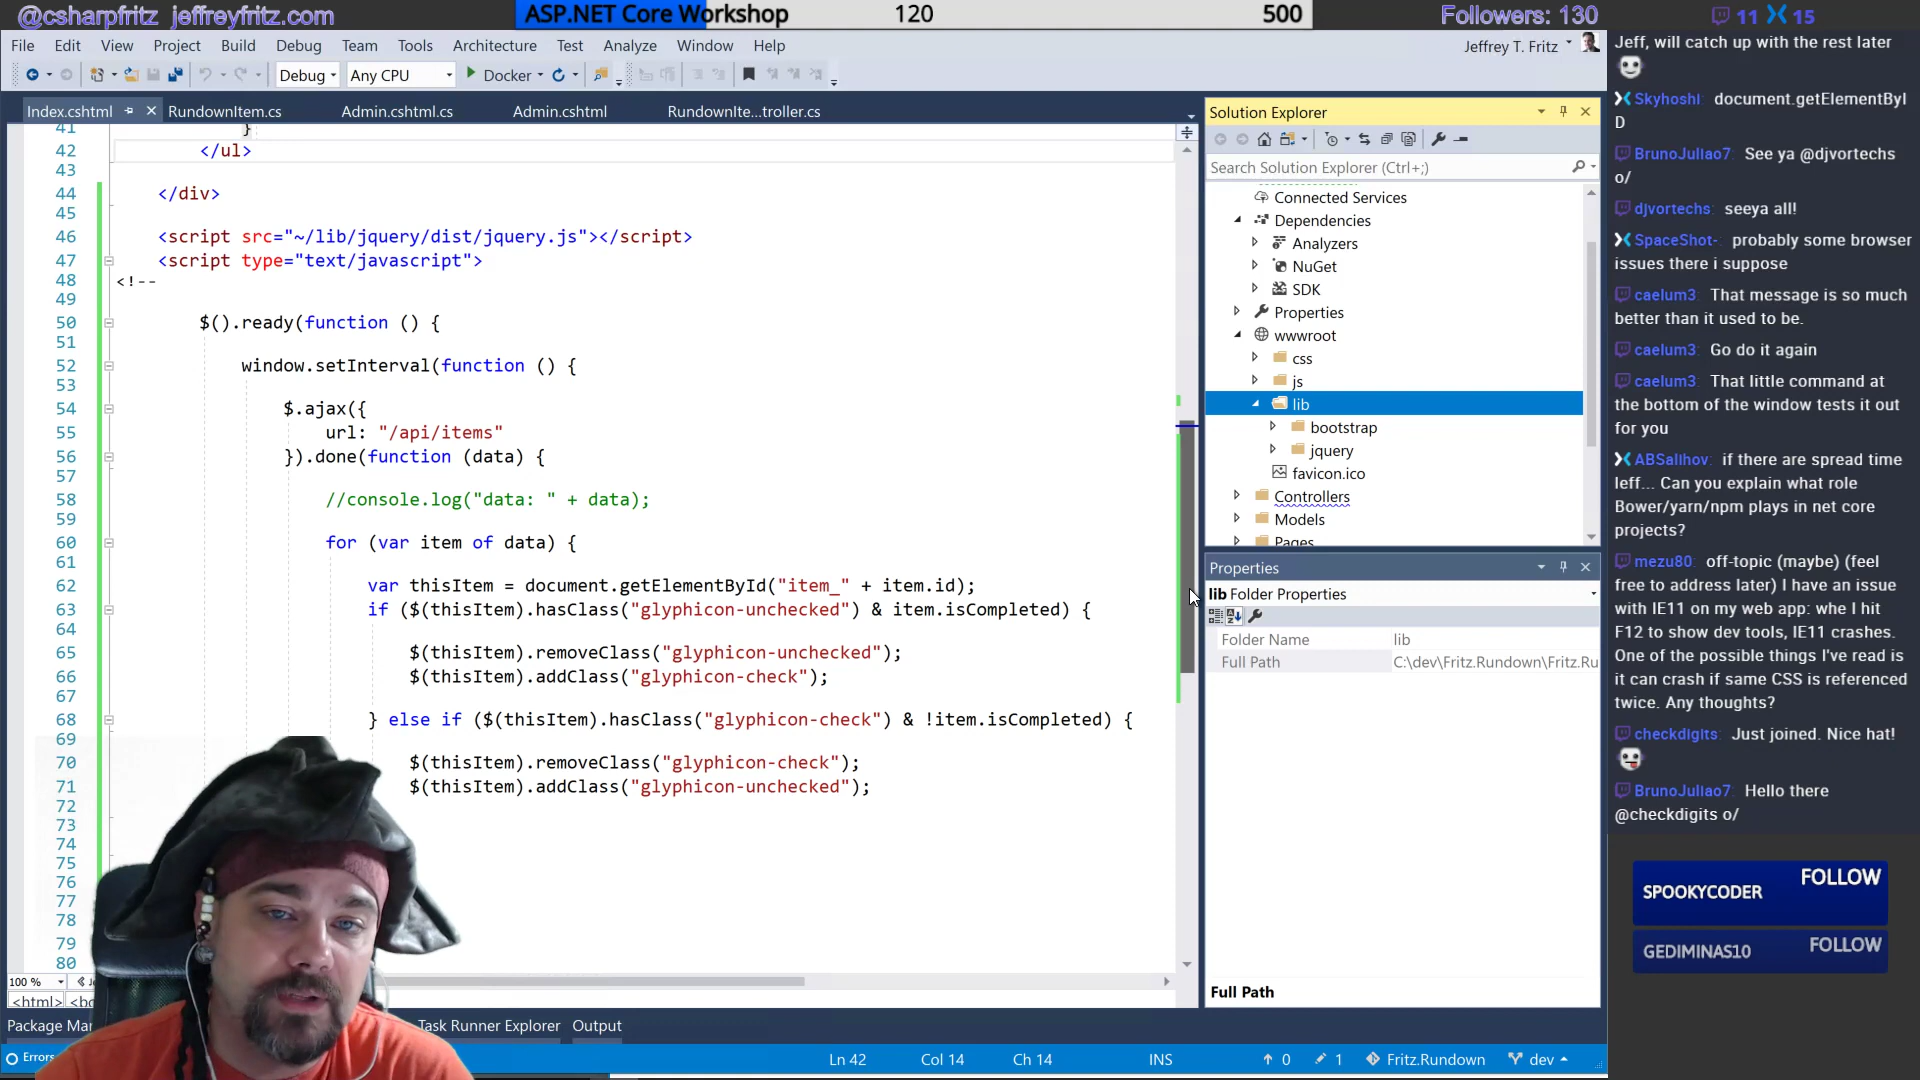 @csharpfritz jeffreyfritz.com
ASP.NET Core Workshop 120 500
Followers: 130
11 15
File Edit View Project Build Debug Team Tools Architecture Test Analyze Window Help
Jeffrey T. Fritz
Debug Any CPU Docker
Index.cshtml RundownItem.cs Admin.cshtml.cs Admin.cshtml RundownIte...troller.cs
41 }
42 </ul>
43
44 </div>
45
46 <script src="~/lib/jquery/dist/jquery.js"></script>
47 <script type="text/javascript">
48 <!--
49
50 $().ready(function () {
51
52 window.setInterval(function () {
53
54 $.ajax({
55 url: "/api/items"
56 }).done(function (data) {
57
58 //console.log("data: " + data);
59
60 for (var item of data) {
61
62 var thisItem = document.getElementById("item_" + item.id);
63 if ($(thisItem).hasClass("glyphicon-unchecked") & item.isCompleted) {
64
65 $(thisItem).removeClass("glyphicon-unchecked");
66 $(thisItem).addClass("glyphicon-check");
67
68 } else if ($(thisItem).hasClass("glyphicon-check") & !item.isCompleted) {
69
70 $(thisItem).removeClass("glyphicon-check");
71 $(thisItem).addClass("glyphicon-unchecked");
72
73
74
75
76
77
78
79
80
100 %
<html> <bo
Package Ma Task Runner Explorer Output
Errors
Ln 42 Col 14 Ch 14 INS 0 1 Fritz.Rundown dev
Solution Explorer
Search Solution Explorer (Ctrl+;)
Connected Services
Dependencies
Analyzers
NuGet
SDK
Properties
wwwroot
css
js
lib
bootstrap
jquery
favicon.ico
Controllers
Models
Pages
Properties
lib Folder Properties
Folder Name lib
Full Path C:\dev\Fritz.Rundown\Fritz.Ru
Full Path
Jeff, will catch up with the rest later
Skyhoshi: document.getElementByI
D
BrunoJuliao7: See ya @djvortechs
o/
djvortechs: seeya all!
SpaceShot-: probably some browser
issues there i suppose
caelum3: That message is so much
better than it used to be.
caelum3: Go do it again
caelum3: That little command at
the bottom of the window tests it out
for you
ABSalihov: if there are spread time
Ieff... Can you explain what role
Bower/yarn/npm plays in net core
projects?
mezu80: off-topic (maybe) (feel
free to address later) I have an issue
with IE11 on my web app: whe I hit
F12 to show dev tools, IE11 crashes.
One of the possible things I've read is
it can crash if same CSS is referenced
twice. Any thoughts?
checkdigits: Just joined. Nice hat!
BrunoJuliao7: Hello there
@checkdigits o/
SPOOKYCODER FOLLOW
GEDIMINAS10 FOLLOW